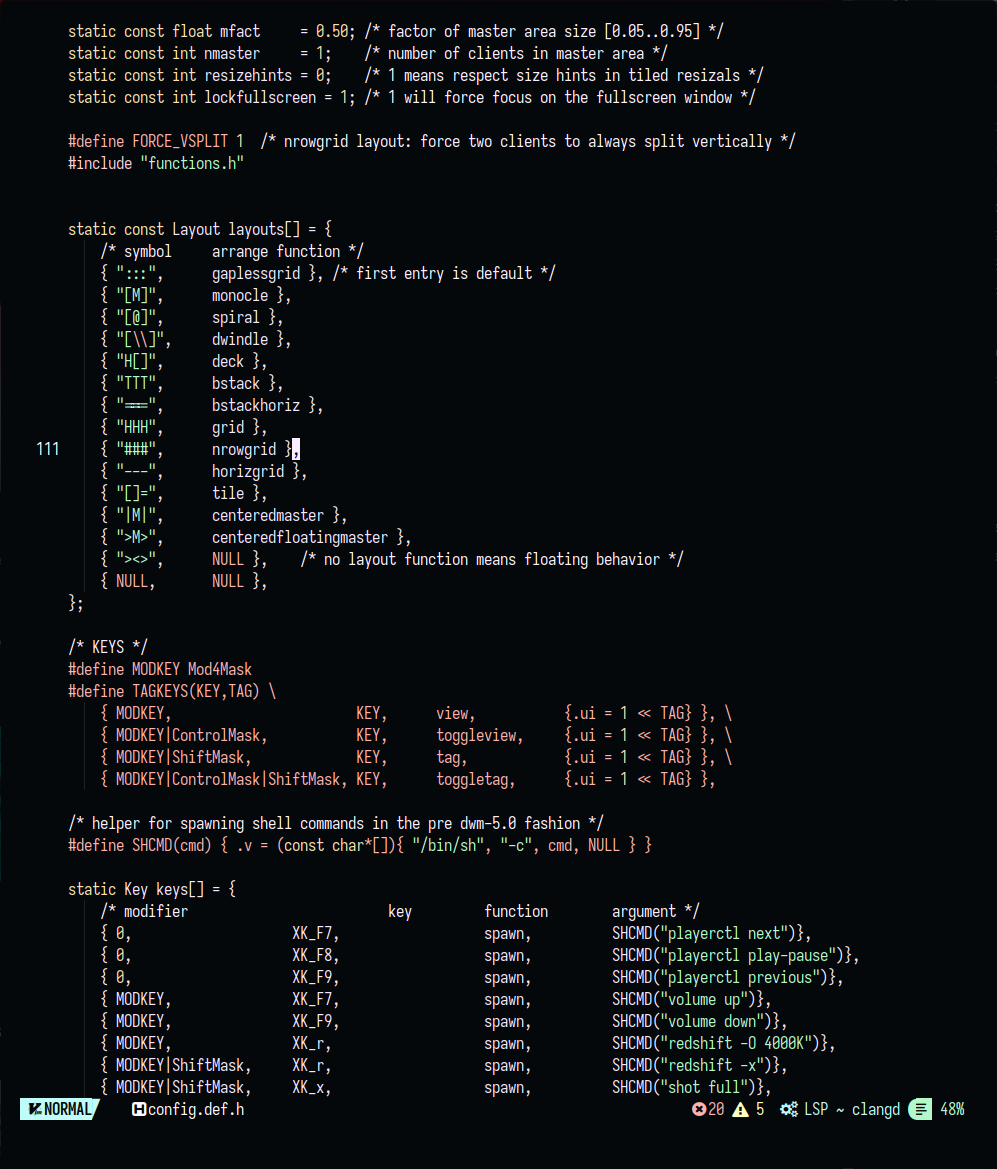 static const float mfact     = 0.50; /* factor of master area size [0.05..0.95] */
static const int nmaster     = 1;    /* number of clients in master area */
static const int resizehints = 0;    /* 1 means respect size hints in tiled resizals */
static const int lockfullscreen = 1; /* 1 will force focus on the fullscreen window */

#define FORCE_VSPLIT 1  /* nrowgrid layout: force two clients to always split vertically */
#include "functions.h"

static const Layout layouts[] = {
    /* symbol     arrange function */
    { ":::",      gaplessgrid }, /* first entry is default */
    { "[M]",      monocle },
    { "[@]",      spiral },
    { "[\\]",     dwindle },
    { "H[]",      deck },
    { "TTT",      bstack },
    { "===",      bstackhoriz },
    { "HHH",      grid },
111 { "###",      nrowgrid },
    { "---",      horizgrid },
    { "[]=",      tile },
    { "|M|",      centeredmaster },
    { ">M>",      centeredfloatingmaster },
    { "><>",      NULL },    /* no layout function means floating behavior */
    { NULL,       NULL },
};

/* KEYS */
#define MODKEY Mod4Mask
#define TAGKEYS(KEY,TAG) \
    { MODKEY,                       KEY,      view,           {.ui = 1 << TAG} }, \
    { MODKEY|ControlMask,           KEY,      toggleview,     {.ui = 1 << TAG} }, \
    { MODKEY|ShiftMask,             KEY,      tag,            {.ui = 1 << TAG} }, \
    { MODKEY|ControlMask|ShiftMask, KEY,      toggletag,      {.ui = 1 << TAG} },

/* helper for spawning shell commands in the pre dwm-5.0 fashion */
#define SHCMD(cmd) { .v = (const char*[]){ "/bin/sh", "-c", cmd, NULL } }

static Key keys[] = {
    /* modifier                         key         function        argument */
    { 0,                    XK_F7,                  spawn,          SHCMD("playerctl next")},
    { 0,                    XK_F8,                  spawn,          SHCMD("playerctl play-pause")},
    { 0,                    XK_F9,                  spawn,          SHCMD("playerctl previous")},
    { MODKEY,               XK_F7,                  spawn,          SHCMD("volume up")},
    { MODKEY,               XK_F9,                  spawn,          SHCMD("volume down")},
    { MODKEY,               XK_r,                   spawn,          SHCMD("redshift -O 4000K")},
    { MODKEY|ShiftMask,     XK_r,                   spawn,          SHCMD("redshift -x")},
    { MODKEY|ShiftMask,     XK_x,                   spawn,          SHCMD("shot full")},
NORMAL config.def.h 20 5 LSP ~ clangd 48%